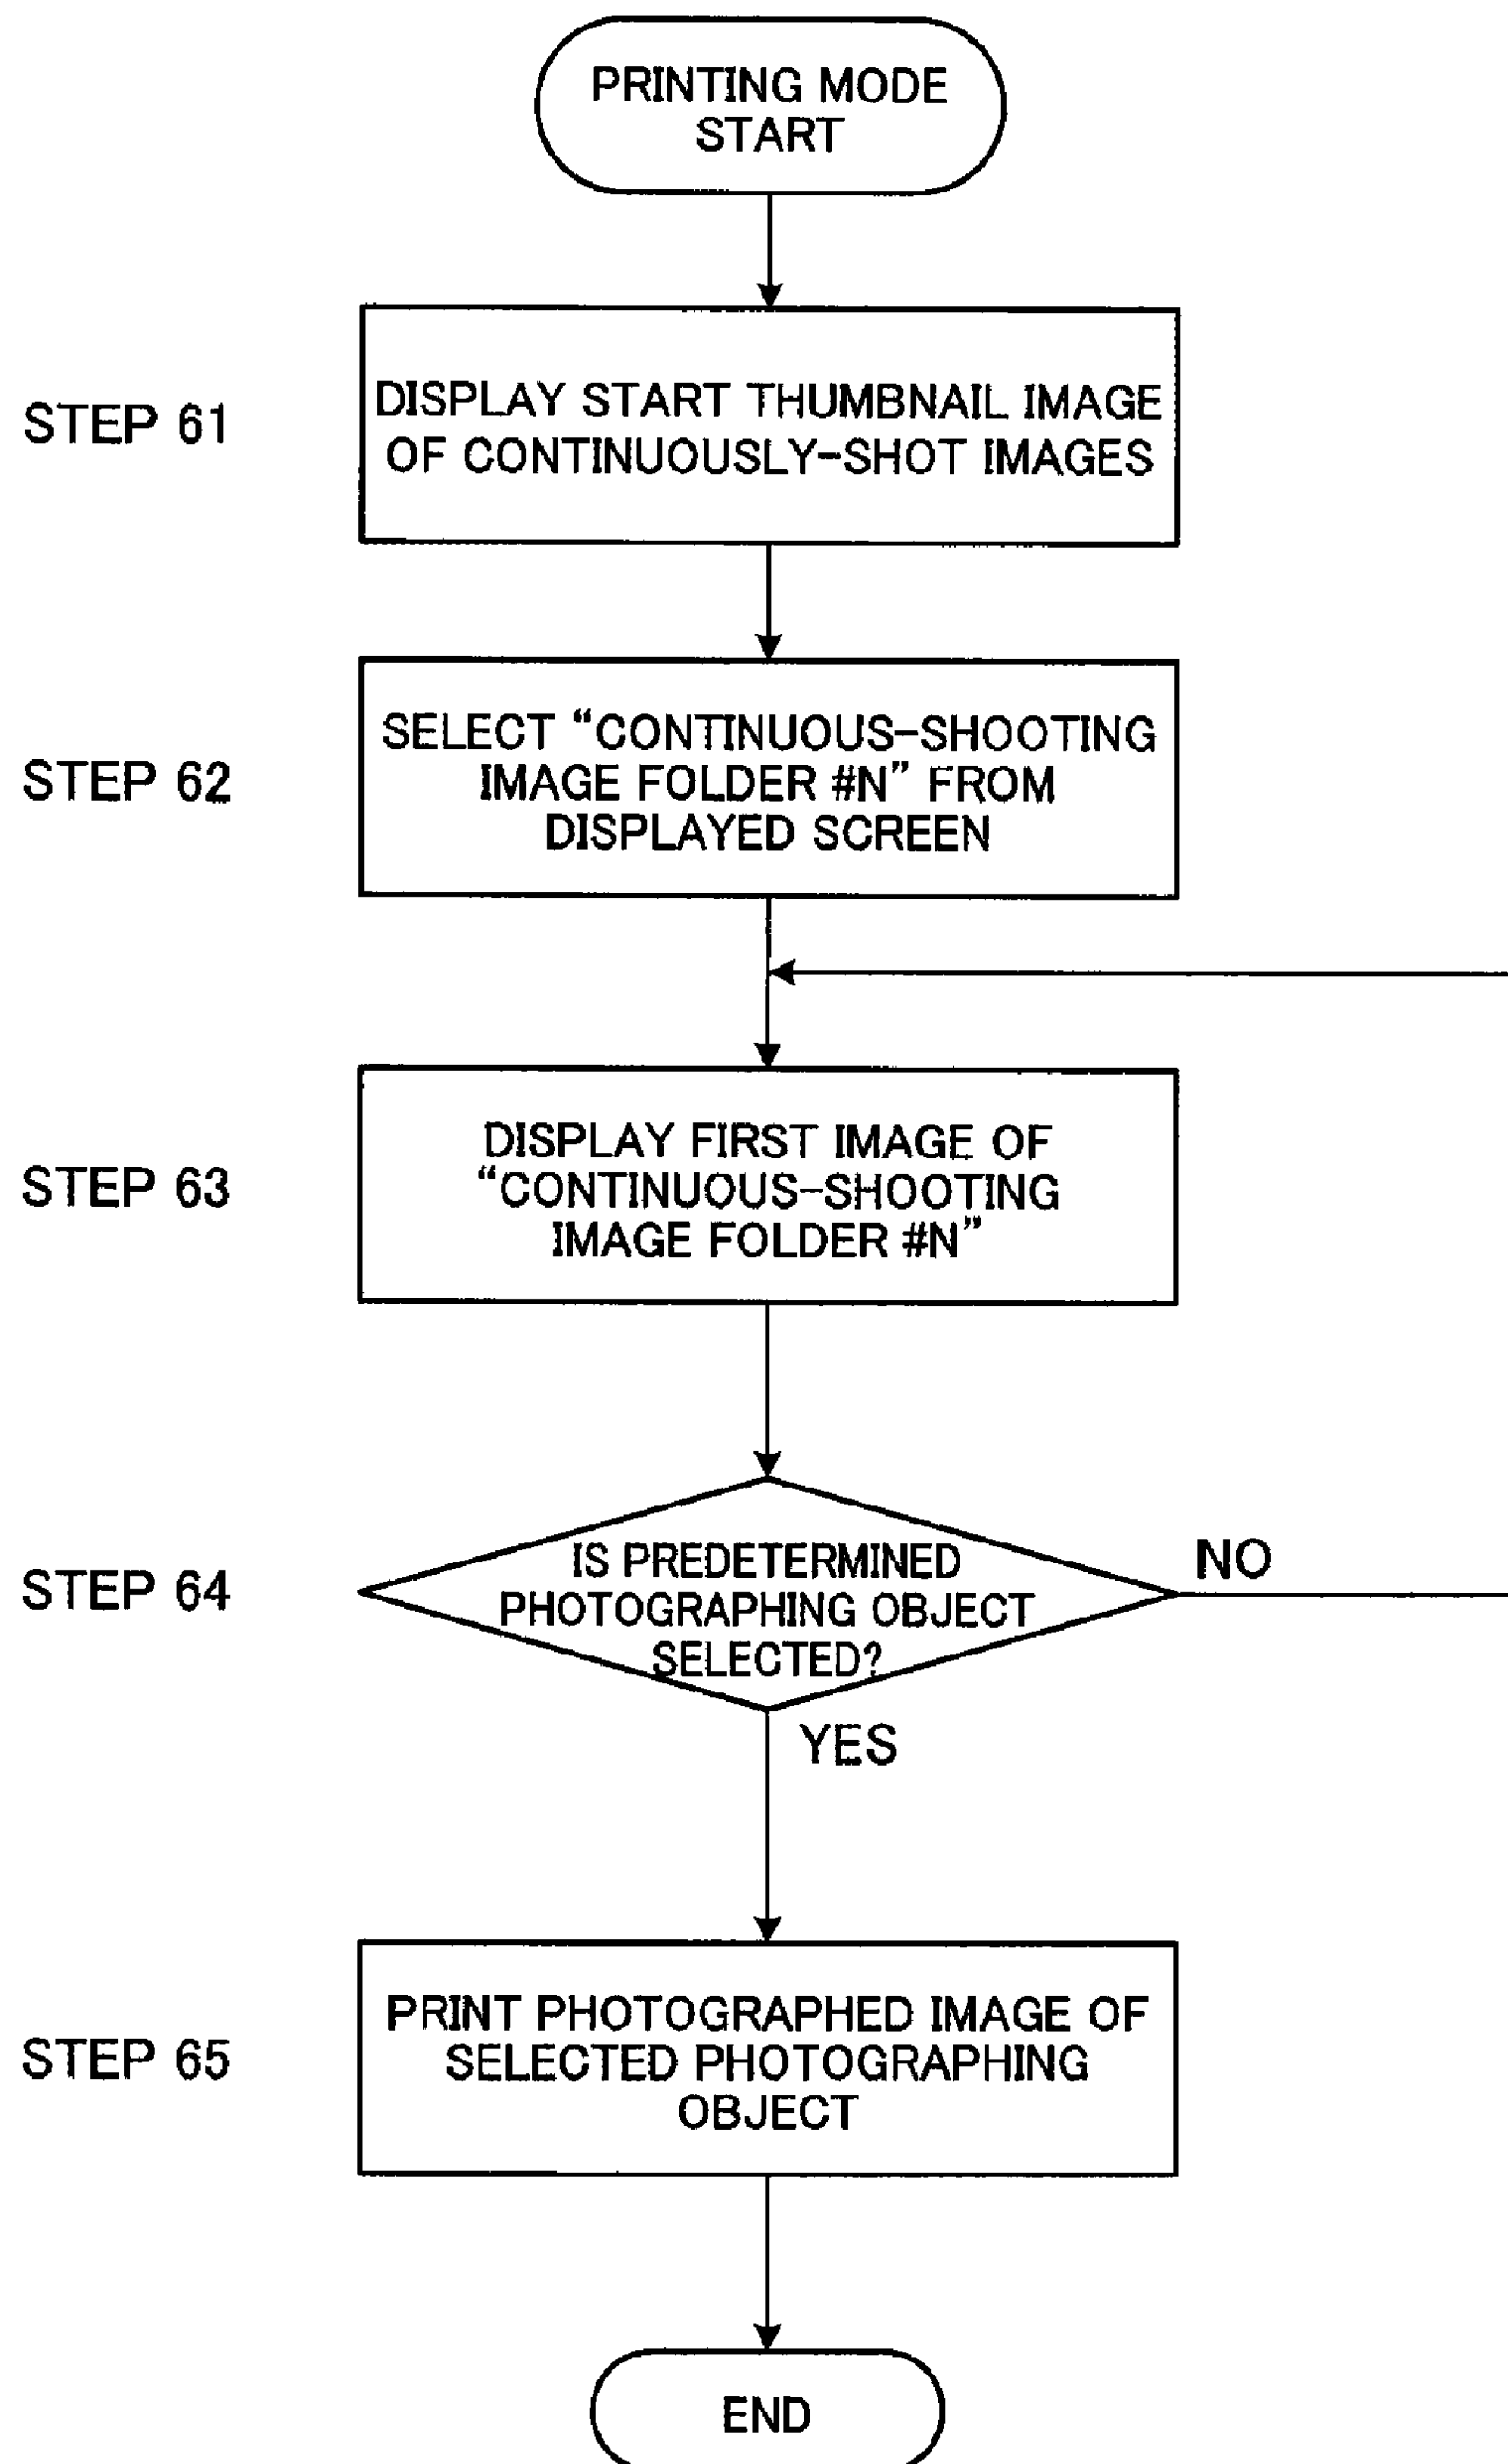 PRINTING MODE
START
STEP 61
DISPLAY START THUMBNAIL IMAGE
OF CONTINUOUSLY-SHOT IMAGES
STEP 62
SELECT “CONTINUOUS-SHOOTING
IMAGE FOLDER #N” FROM
DISPLAYED SCREEN
STEP 63
DISPLAY FIRST IMAGE OF
“CONTINUOUS-SHOOTING
IMAGE FOLDER #N”
STEP 64
IS PREDETERMINED
PHOTOGRAPHING OBJECT
SELECTED?
NO
YES
STEP 65
PRINT PHOTOGRAPHED IMAGE OF
SELECTED PHOTOGRAPHING
OBJECT
END